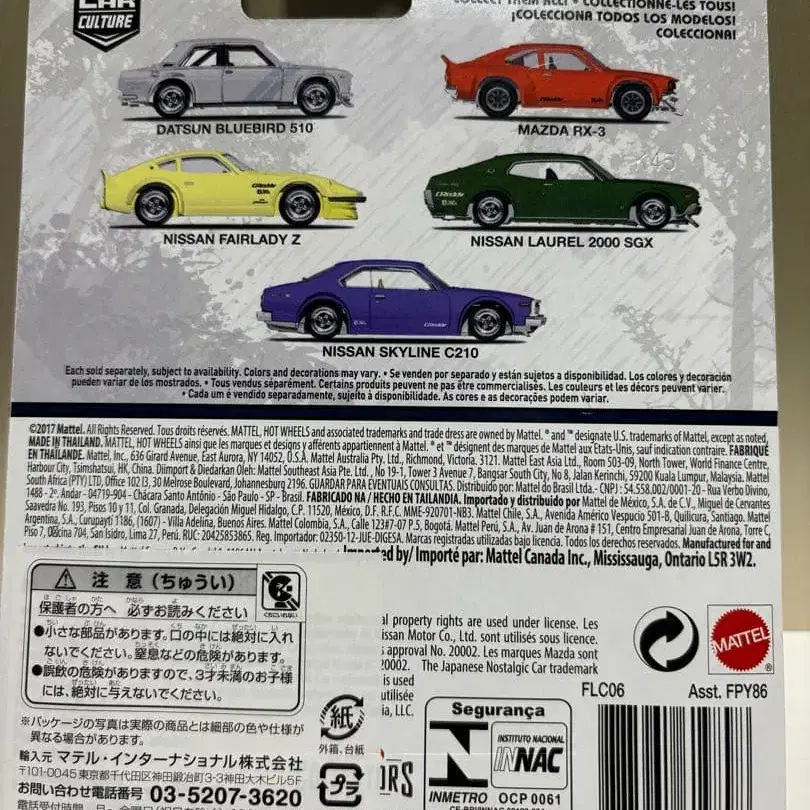 CAR
CULTURE
COLLECT THEM ALL! • COLLECTIONNE-LES TOUS!
¡COLECCIONA TODOS LOS MODELOS!
COLECCIONA!
DATSUN BLUEBIRD 510
MAZDA RX-3
NISSAN FAIRLADY Z
NISSAN LAUREL 2000 SGX
NISSAN SKYLINE C210
Each sold separately, subject to availability. Colors and decorations may vary. • Se venden por separado y están sujetos a disponibilidad. Los colores y decoración
pueden variar de los mostrados. • Tous vendus séparément. Certains produits peuvent ne pas être commercialisés. Les couleurs et les décors peuvent varier.
• Cada um é vendido separadamente, sujeito à disponibilidade. As cores e as decorações podem variar.
©2017 Mattel. All Rights Reserved. Tous droits réservés. MATTEL, HOT WHEELS and associated trademarks and trade dress are owned by Mattel. ® and ™ designate U.S. trademarks of Mattel, except as noted.
MADE IN THAILAND. MATTEL, HOT WHEELS ainsi que les marques et designs y afférents appartiennent à Mattel. ® et ™ désignent des marques de Mattel aux États-Unis, sauf indication contraire. FABRIQUÉ
EN THAÏLANDE. Mattel, Inc., 636 Girard Avenue, East Aurora, NY 14052, U.S.A. Mattel Australia Pty, Ltd., Richmond, Victoria. 3121. Mattel East Asia Ltd., Room 503-09, North Tower, World Finance Centre,
Harbour City, Tsimshatsui, HK, China. Diimport & Diedarkan Oleh: Mattel Southeast Asia Pte. Ltd., No 19-1, Tower 3 Avenue 7, Bangsar South City, No 8, Jalan Kerinchi, 59200 Kuala Lumpur, Malaysia. Mattel
South Africa (PTY) LTD, Office 102 I3, 30 Melrose Boulevard, Johannesburg 2196. GUARDAR PARA EVENTUAIS CONSULTAS. Distribuído por: Mattel do Brasil Ltda.- CNPJ : 54.558.002/0001-20 - Rua Verbo Divino,
1488 - 2º. Andar - 04719-904 - Chácara Santo Antônio - São Paulo - SP - Brasil. FABRICADO NA / HECHO EN TAILANDIA. Importado y distribuido por Mattel de México, S.A. de C.V., Miguel de Cervantes
Saavedra No. 193, Pisos 10 y 11, Col. Granada, Delegación Miguel Hidalgo, C.P. 11520, México, D.F. R.F.C. MME-920701-NB3. Mattel Chile, S.A., Avenida Américo Vespucio 501-B, Quilicura, Santiago. Mattel
Argentina, S.A., Curupaytí 1186, (1607) - Villa Adelina, Buenos Aires. Mattel Colombia, S.A., Calle 123#7-07 P.5, Bogotá. Mattel Perú, S.A., Av. Juan de Arona # 151, Centro Empresarial Juan de Arona, Torre C,
Piso 7, Oficina 704, San Isidro, Lima 27, Perú. RUC: 20425853865. Reg. Importador: 02350-12-JUE-DIGESA. Marcas registradas utilizadas bajo licencia. Todos los derechos reservados. Manufactured for and
Imported by/ Importé par: Mattel Canada Inc., Mississauga, Ontario L5R 3W2.
注 意 (ちゅうい)
保護者の方へ 必ずお読みください
●小さな部品があります。口の中には絶対に入れ
ないでください。窒息などの危険があります。
●誤飲の危険がありますので、3才未満のお子様
には、絶対に与えないでください。
※パッケージの写真は実際の商品とは細部の色や仕様が
異なる場合があります。
輸入元 マテル・インターナショナル株式会社
〒101-0045 東京都千代田区神田鍛冶町3-3-3神田大木ビル5F
お問い合わせ電話番号 03-5207-3620
紙
外箱、台紙
プラ
al property rights are used under license. Les
issan Motor Co., Ltd. sont utilisés sous licence.
s approval No. 20002. Les marques Mazda sont
20002. The Japanese Nostalgic Car trademark
is used
utilisée
ia, LLC.
ORS
Segurança
INSTITUTO NACIONAL
INNAC
INMETRO OCP 0061
MATTEL
®
FLC06
Asst. FPY86